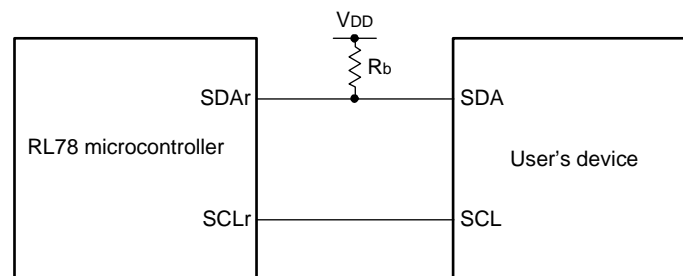 VDD
Rb
SDAr SDA
RL78 microcontroller User's device
SCLr SCL